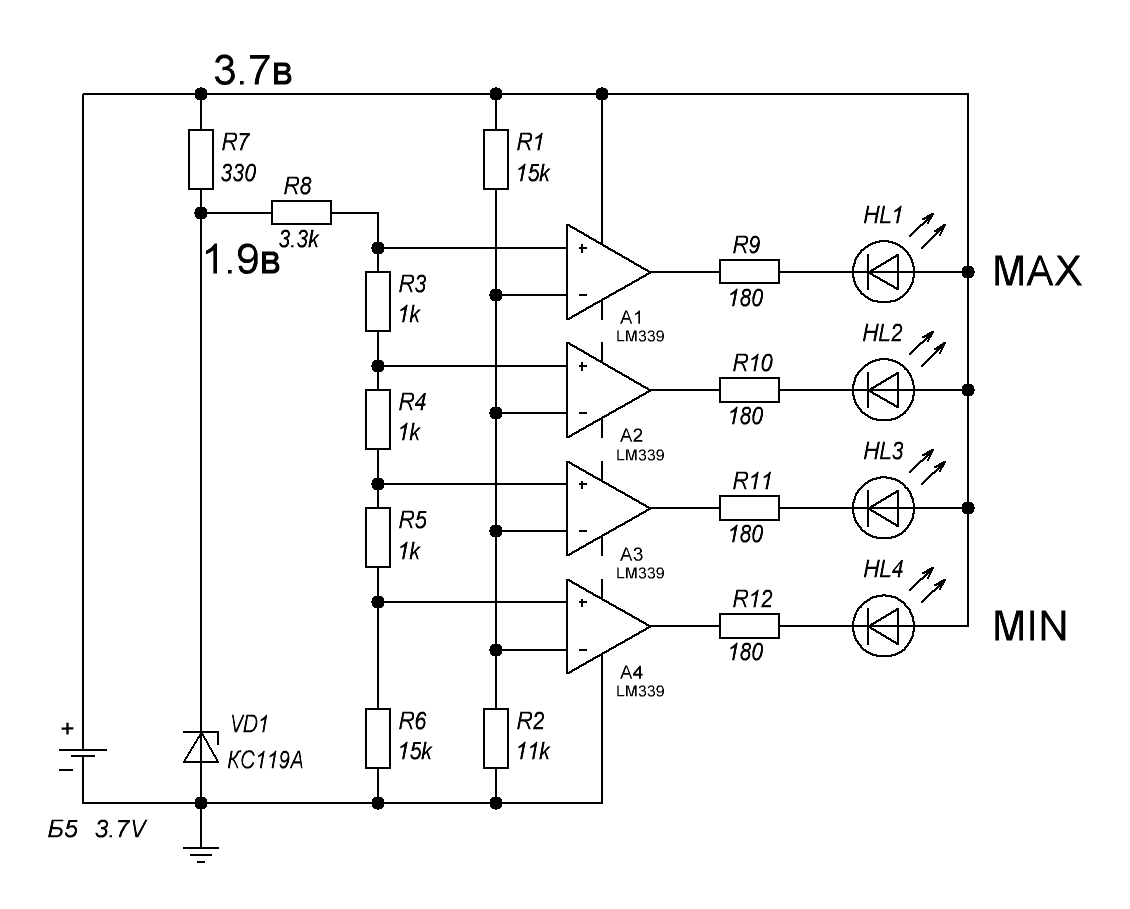 3.7в
R7
330
R1
15k
R8
3.3k
1.9в
+
−
R3
1k
A1
LM339
R9
180
HL1
MAX
+
−
R4
1k
A2
LM339
R10
180
HL2
+
−
R5
1k
A3
LM339
R11
180
HL3
+
−
A4
LM339
R12
180
HL4
MIN
+
−
Б5 3.7V
VD1
КС119А
R6
15k
R2
11k